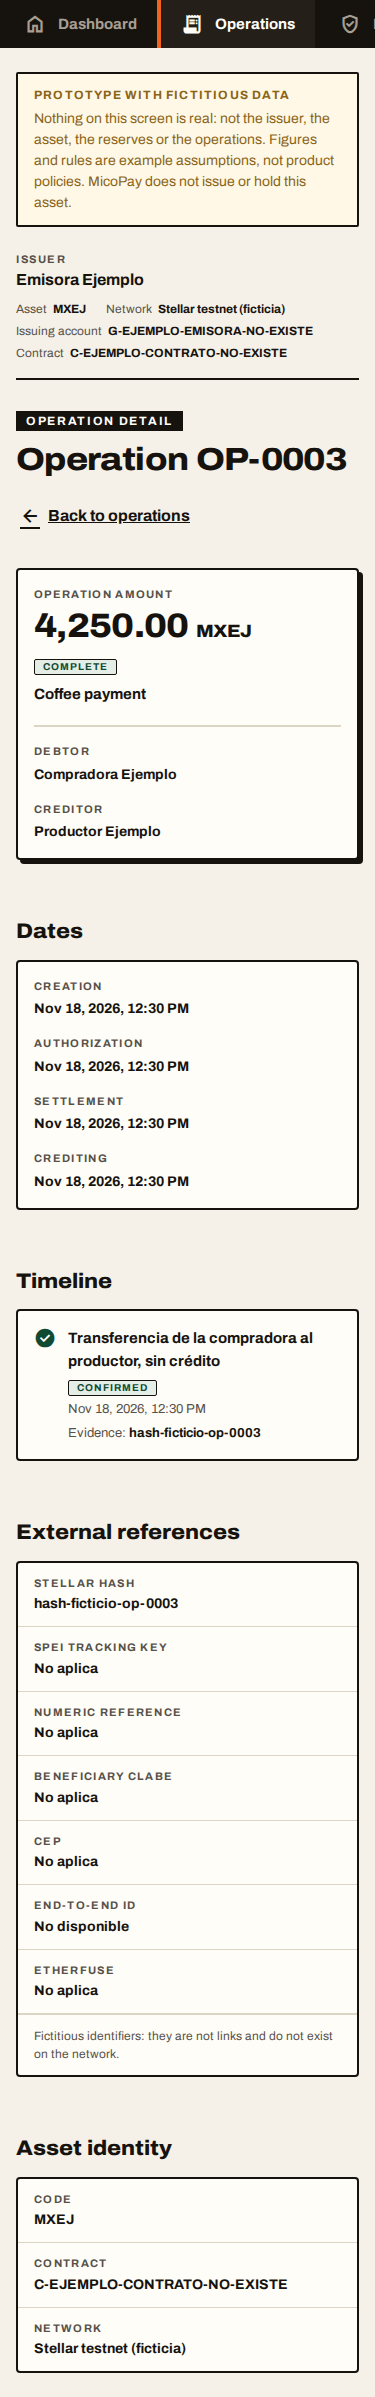 Dashboard
Operations
PROTOTYPE WITH FICTITIOUS DATA
Nothing on this screen is real: not the issuer, the
asset, the reserves or the operations. Figures
and rules are example assumptions, not product
policies. MicoPay does not issue or hold this
asset.
ISSUER
Emisora Ejemplo
Asset MXEJ Network Stellar testnet (ficticia)
Issuing account G-EJEMPLO-EMISORA-NO-EXISTE
Contract C-EJEMPLO-CONTRATO-NO-EXISTE
OPERATION DETAIL
Operation OP-0003
Back to operations
OPERATION AMOUNT
4,250.00 MXEJ
COMPLETE
Coffee payment
DEBTOR
Compradora Ejemplo
CREDITOR
Productor Ejemplo
Dates
CREATION
Nov 18, 2026, 12:30 PM
AUTHORIZATION
Nov 18, 2026, 12:30 PM
SETTLEMENT
Nov 18, 2026, 12:30 PM
CREDITING
Nov 18, 2026, 12:30 PM
Timeline
Transferencia de la compradora al
productor, sin crédito
CONFIRMED
Nov 18, 2026, 12:30 PM
Evidence: hash-ficticio-op-0003
External references
STELLAR HASH
hash-ficticio-op-0003
SPEI TRACKING KEY
No aplica
NUMERIC REFERENCE
No aplica
BENEFICIARY CLABE
No aplica
CEP
No aplica
END-TO-END ID
No disponible
ETHERFUSE
No aplica
Fictitious identifiers: they are not links and do not exist
on the network.
Asset identity
CODE
MXEJ
CONTRACT
C-EJEMPLO-CONTRATO-NO-EXISTE
NETWORK
Stellar testnet (ficticia)